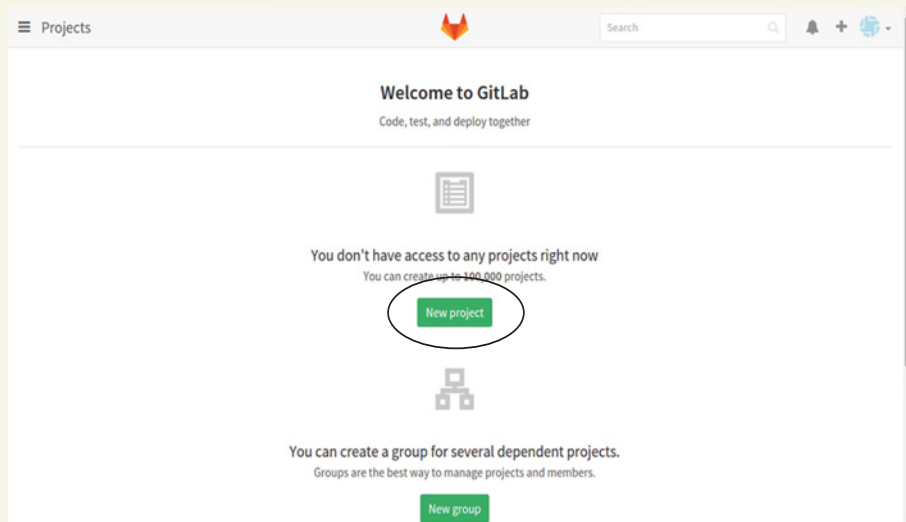 Projects
Search
Welcome to GitLab
Code, test, and deploy together
You don't have access to any projects right now
You can create up to 100,000 projects.
New project
You can create a group for several dependent projects.
Groups are the best way to manage projects and members.
New group